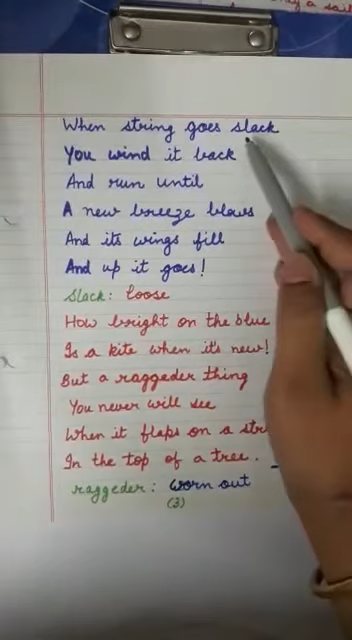 When string goes slack
You wind it back
And run until
A new breeze blows
And its wings fill
And up it goes!
Slack: loose
How bright on the blue
Is a kite when it's new!
But a raggeder thing
You never will see
When it flaps on a
In the top of a tree.
raggeder: worn out
(3)